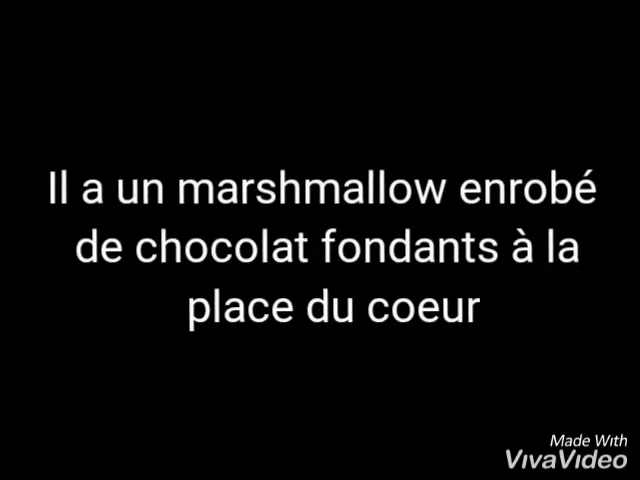 Il a un marshmallow enrobé
de chocolat fondants à la
place du coeur
Made With
VivaVideo